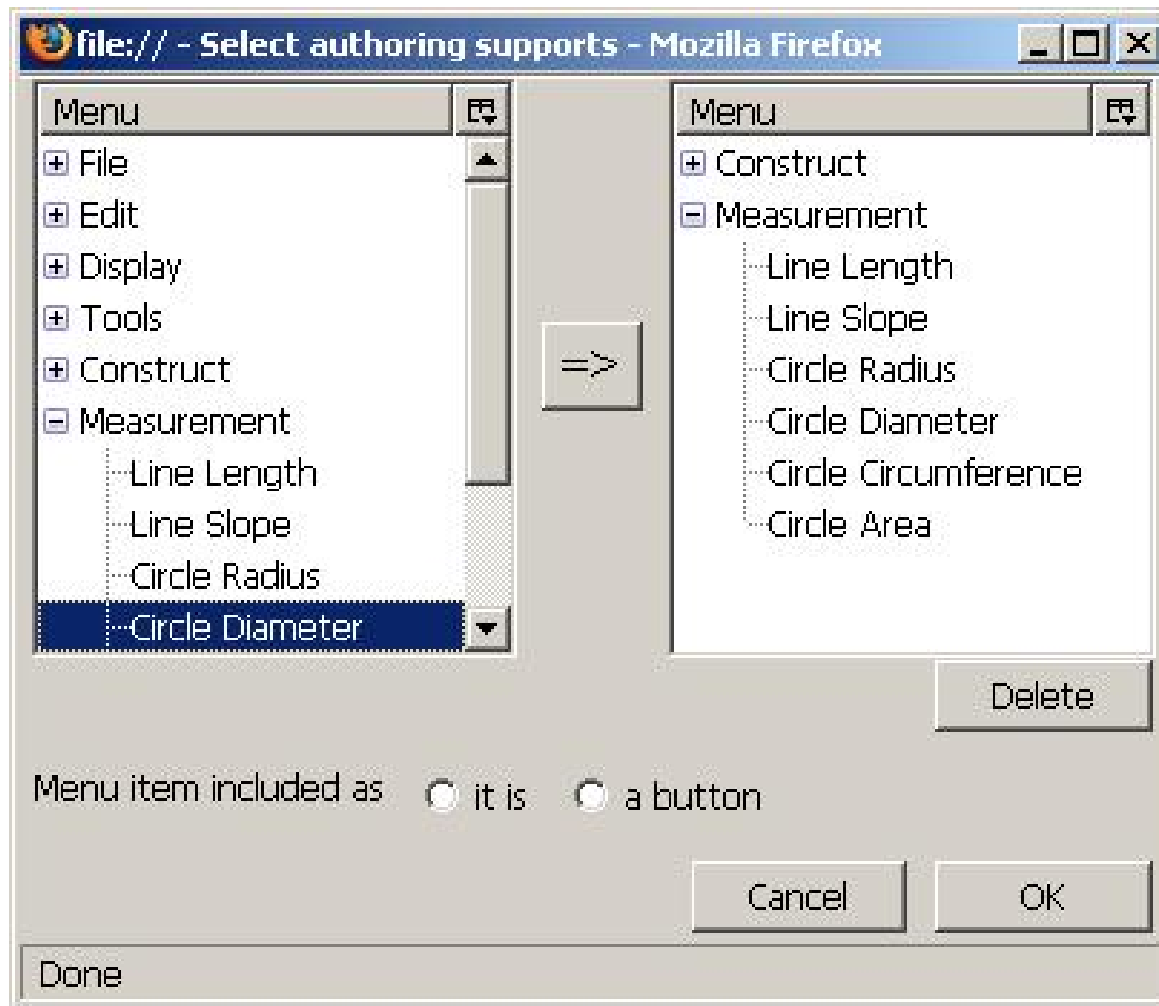 file:// - Select authoring supports - Mozilla Firefox
Menu
File
Edit
Display
Tools
Construct
Measurement
Line Length
Line Slope
Circle Radius
Circle Diameter
=>
Menu
Construct
Measurement
Line Length
Line Slope
Circle Radius
Circle Diameter
Circle Circumference
Circle Area
Delete
Menu item included as it is a button
Cancel OK
Done